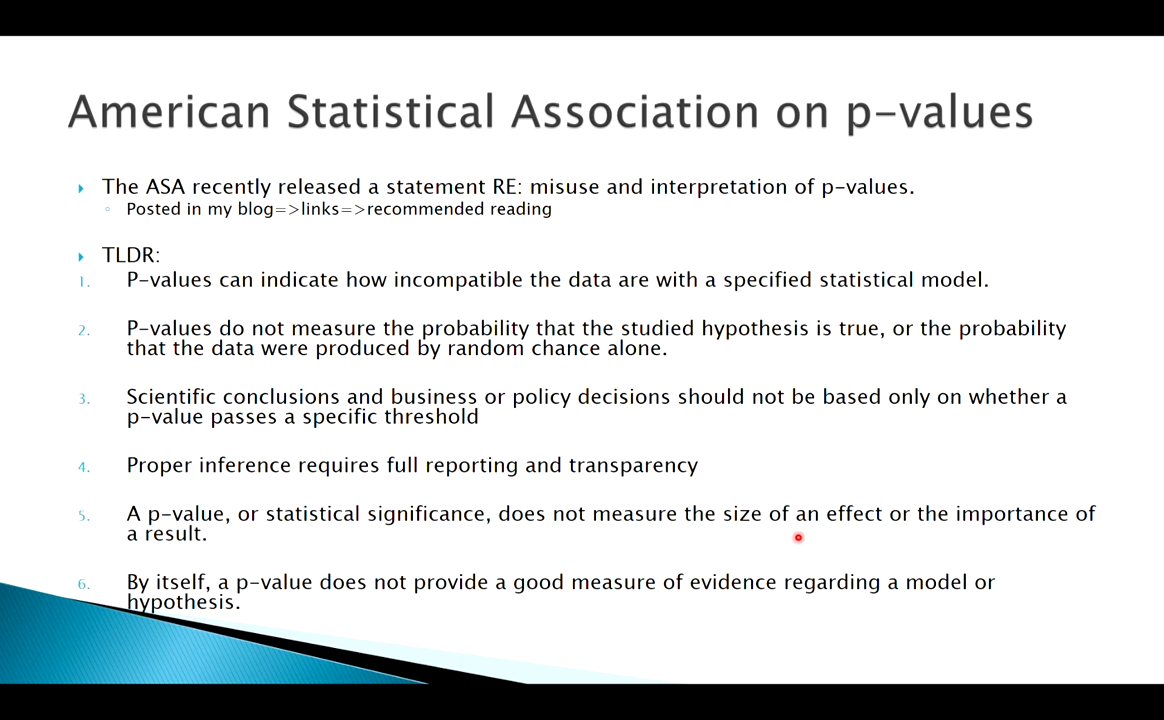 American Statistical Association on p-values
The ASA recently released a statement RE: misuse and interpretation of p-values.
Posted in my blog=>links=>recommended reading
TLDR:
1. P-values can indicate how incompatible the data are with a specified statistical model.
2. P-values do not measure the probability that the studied hypothesis is true, or the probability
that the data were produced by random chance alone.
3. Scientific conclusions and business or policy decisions should not be based only on whether a
p-value passes a specific threshold
4. Proper inference requires full reporting and transparency
5. A p-value, or statistical significance, does not measure the size of an effect or the importance of
a result.
6. By itself, a p-value does not provide a good measure of evidence regarding a model or
hypothesis.